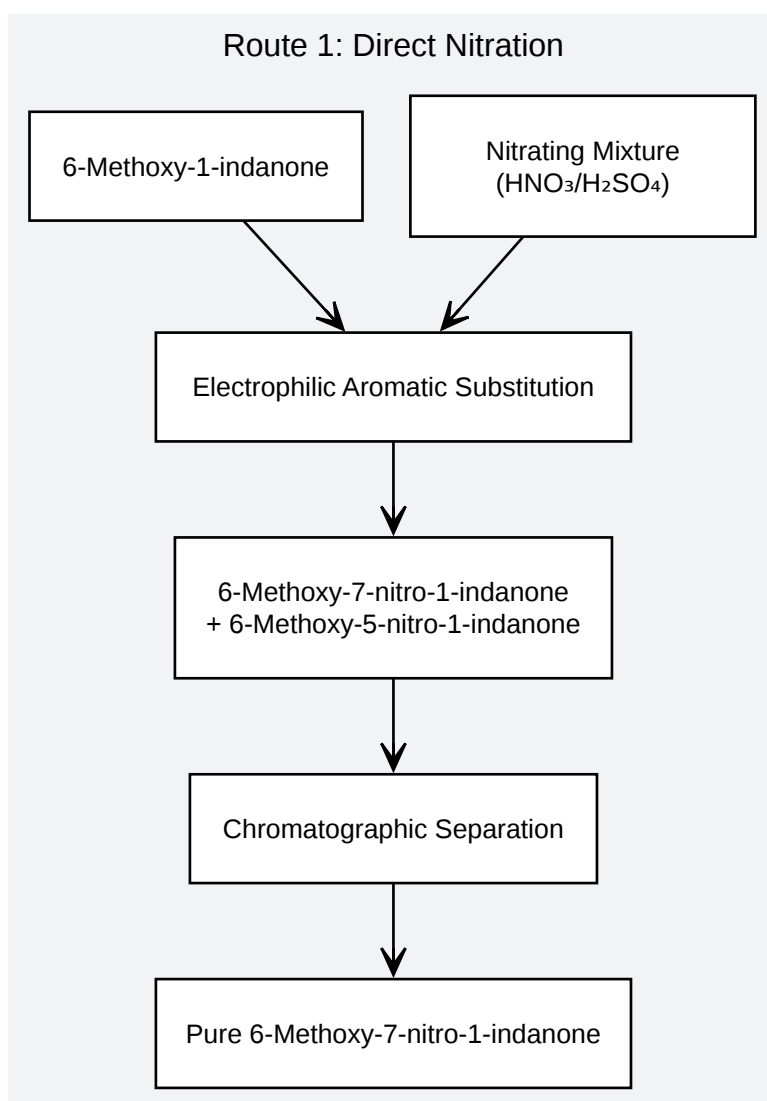 Route 1: Direct Nitration
6-Methoxy-1-indanone
Nitrating Mixture
(HNO₃/H₂SO₄)
Electrophilic Aromatic Substitution
6-Methoxy-7-nitro-1-indanone
+ 6-Methoxy-5-nitro-1-indanone
Chromatographic Separation
Pure 6-Methoxy-7-nitro-1-indanone